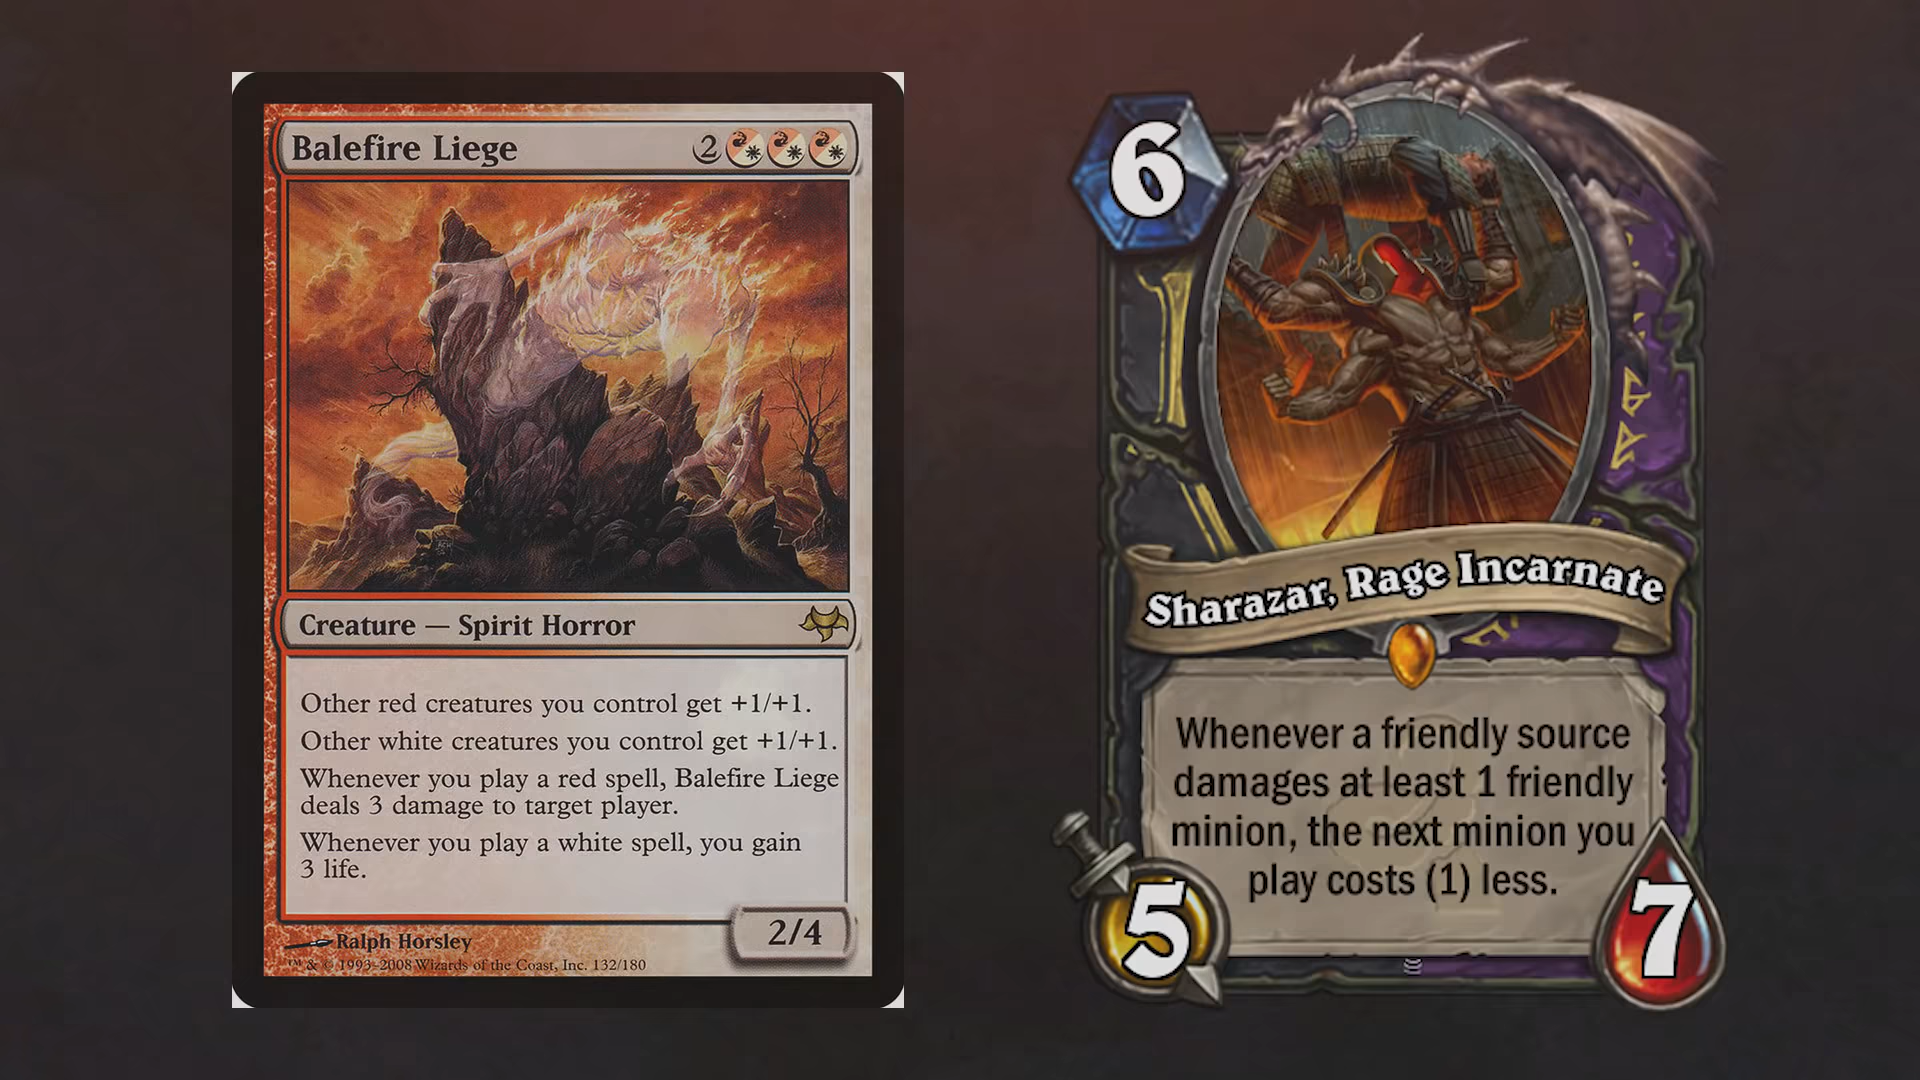 Balefire Liege 2
Creature — Spirit Horror
Other red creatures you control get +1/+1.
Other white creatures you control get +1/+1.
Whenever you play a red spell, Balefire Liege
deals 3 damage to target player.
Whenever you play a white spell, you gain
3 life.
2/4
Ralph Horsley
™ & © 1993–2008 Wizards of the Coast, Inc. 132/180
6
Sharazar, Rage Incarnate
Whenever a friendly source
damages at least 1 friendly
minion, the next minion you
play costs (1) less.
5
7